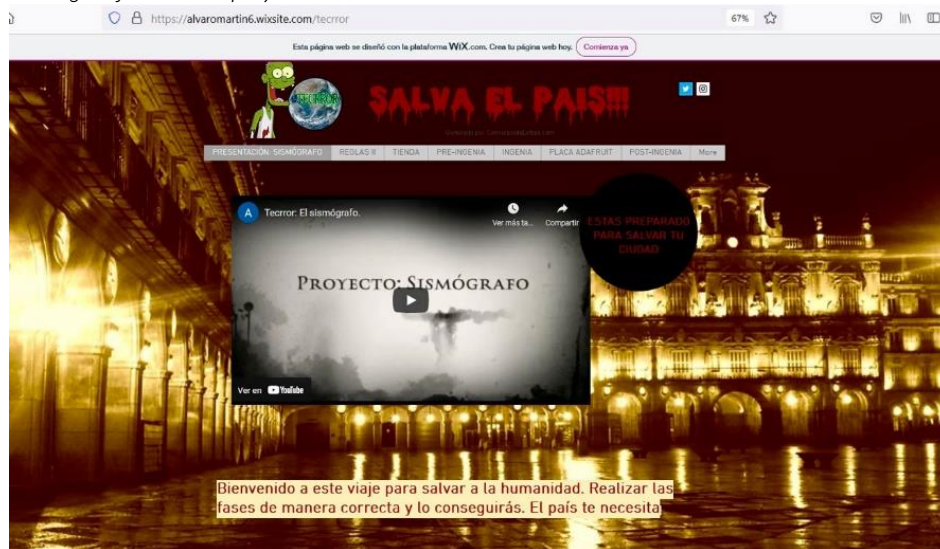 https://alvaromartin6.wixsite.com/tecrror
67%
Esta página web se diseñó con la plataforma WiX.com. Crea tu página web hoy. Comienza ya
TECRROR
SALVA EL PAIS!!!
PRESENTACIÓN: SISMÓGRAFO REGLAS II TIENDA PRE-INGENIA INGENIA PLACA ADAFRUIT POST-INGENIA More
A Tecrror: El sismógrafo.
Ver más ta... Compartir
ESTAS PREPARADO
PARA SALVAR TU
CIUDAD
PROYECTO: SISMÓGRAFO
Ver en YouTube
Bienvenido a este viaje para salvar a la humanidad. Realizar las
fases de manera correcta y lo conseguirás. El país te necesita